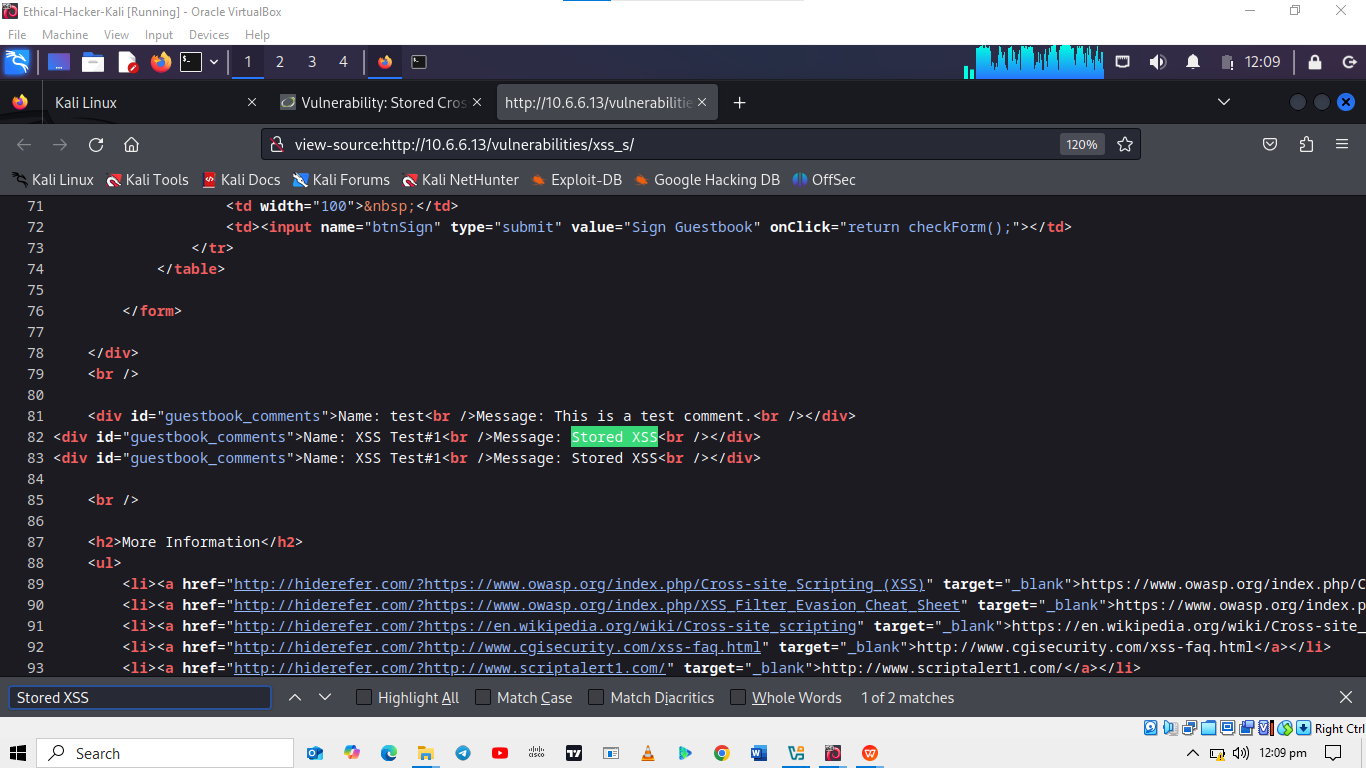 Ethical-Hacker-Kali [Running] - Oracle VirtualBox
File Machine View Input Devices Help
1 2 3 4 12:09
Kali Linux Vulnerability: Stored Cros http://10.6.6.13/vulnerabilitie
view-source:http://10.6.6.13/vulnerabilities/xss_s/ 120%
Kali Linux Kali Tools Kali Docs Kali Forums Kali NetHunter Exploit-DB Google Hacking DB OffSec
71 <td width="100">&nbsp;</td>
72 <td><input name="btnSign" type="submit" value="Sign Guestbook" onClick="return checkForm();"></td>
73 </tr>
74 </table>
75
76 </form>
77
78 </div>
79 <br />
80
81 <div id="guestbook_comments">Name: test<br />Message: This is a test comment.<br /></div>
82 <div id="guestbook_comments">Name: XSS Test#1<br />Message: Stored XSS<br /></div>
83 <div id="guestbook_comments">Name: XSS Test#1<br />Message: Stored XSS<br /></div>
84
85 <br />
86
87 <h2>More Information</h2>
88 <ul>
89 <li><a href="http://hiderefer.com/?https://www.owasp.org/index.php/Cross-site_Scripting_(XSS)" target="_blank">https://www.owasp.org/index.php/C
90 <li><a href="http://hiderefer.com/?https://www.owasp.org/index.php/XSS_Filter_Evasion_Cheat_Sheet" target="_blank">https://www.owasp.org/index.p
91 <li><a href="http://hiderefer.com/?https://en.wikipedia.org/wiki/Cross-site_scripting" target="_blank">https://en.wikipedia.org/wiki/Cross-site_
92 <li><a href="http://hiderefer.com/?http://www.cgisecurity.com/xss-faq.html" target="_blank">http://www.cgisecurity.com/xss-faq.html</a></li>
93 <li><a href="http://hiderefer.com/?http://www.scriptalert1.com/" target="_blank">http://www.scriptalert1.com/</a></li>
Stored XSS Highlight All Match Case Match Diacritics Whole Words 1 of 2 matches
Right Ctrl
Search 12:09 pm